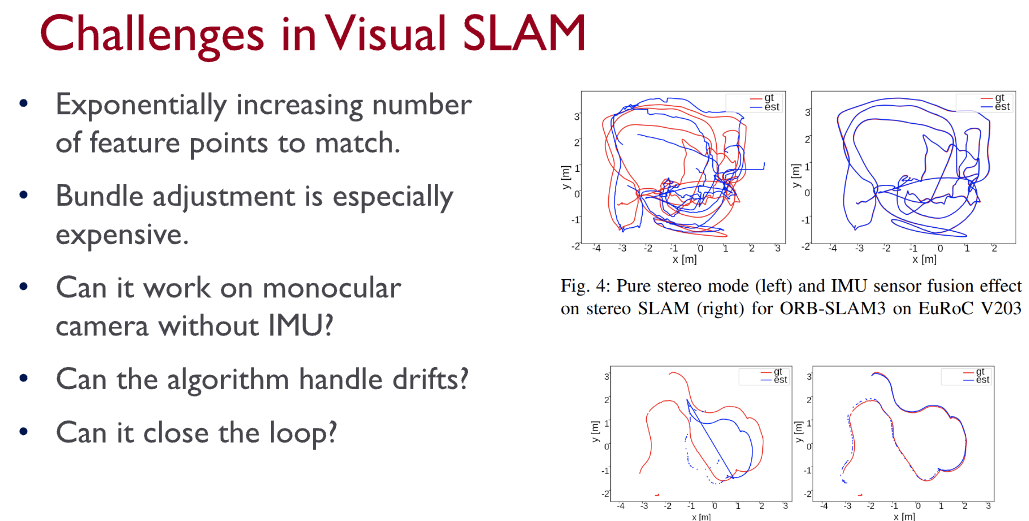 Challenges in Visual SLAM
• Exponentially increasing number
of feature points to match.
• Bundle adjustment is especially
expensive.
• Can it work on monocular
camera without IMU?
• Can the algorithm handle drifts?
• Can it close the loop?
gt
est
3
2
1
0
-1
-2
y [m]
-4 -3 -2 -1 0 1 2 3
x [m]
gt
est
3
2
1
0
-1
-2
y [m]
-4 -3 -2 -1 0 1 2
x [m]
Fig. 4: Pure stereo mode (left) and IMU sensor fusion effect
on stereo SLAM (right) for ORB-SLAM3 on EuRoC V203
gt
est
3
2
1
0
-1
-2
y [m]
-4 -3 -2 -1 0 1 2 3
x [m]
gt
est
3
2
1
0
-1
-2
y [m]
-4 -3 -2 -1 0 1 2 3
x [m]